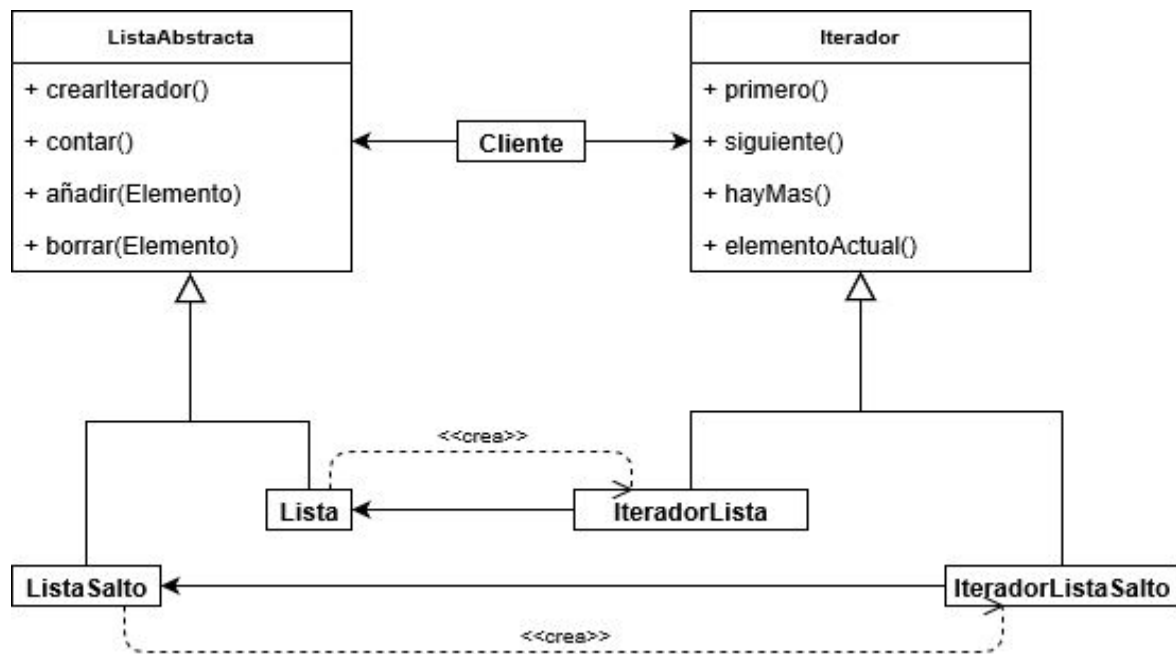 ListaAbstracta
+ crearIterador()
+ contar()
+ añadir(Elemento)
+ borrar(Elemento)
Cliente
Iterador
+ primero()
+ siguiente()
+ hayMas()
+ elementoActual()
<<crea>>
Lista
IteradorLista
ListaSalto
IteradorListaSalto
<<crea>>